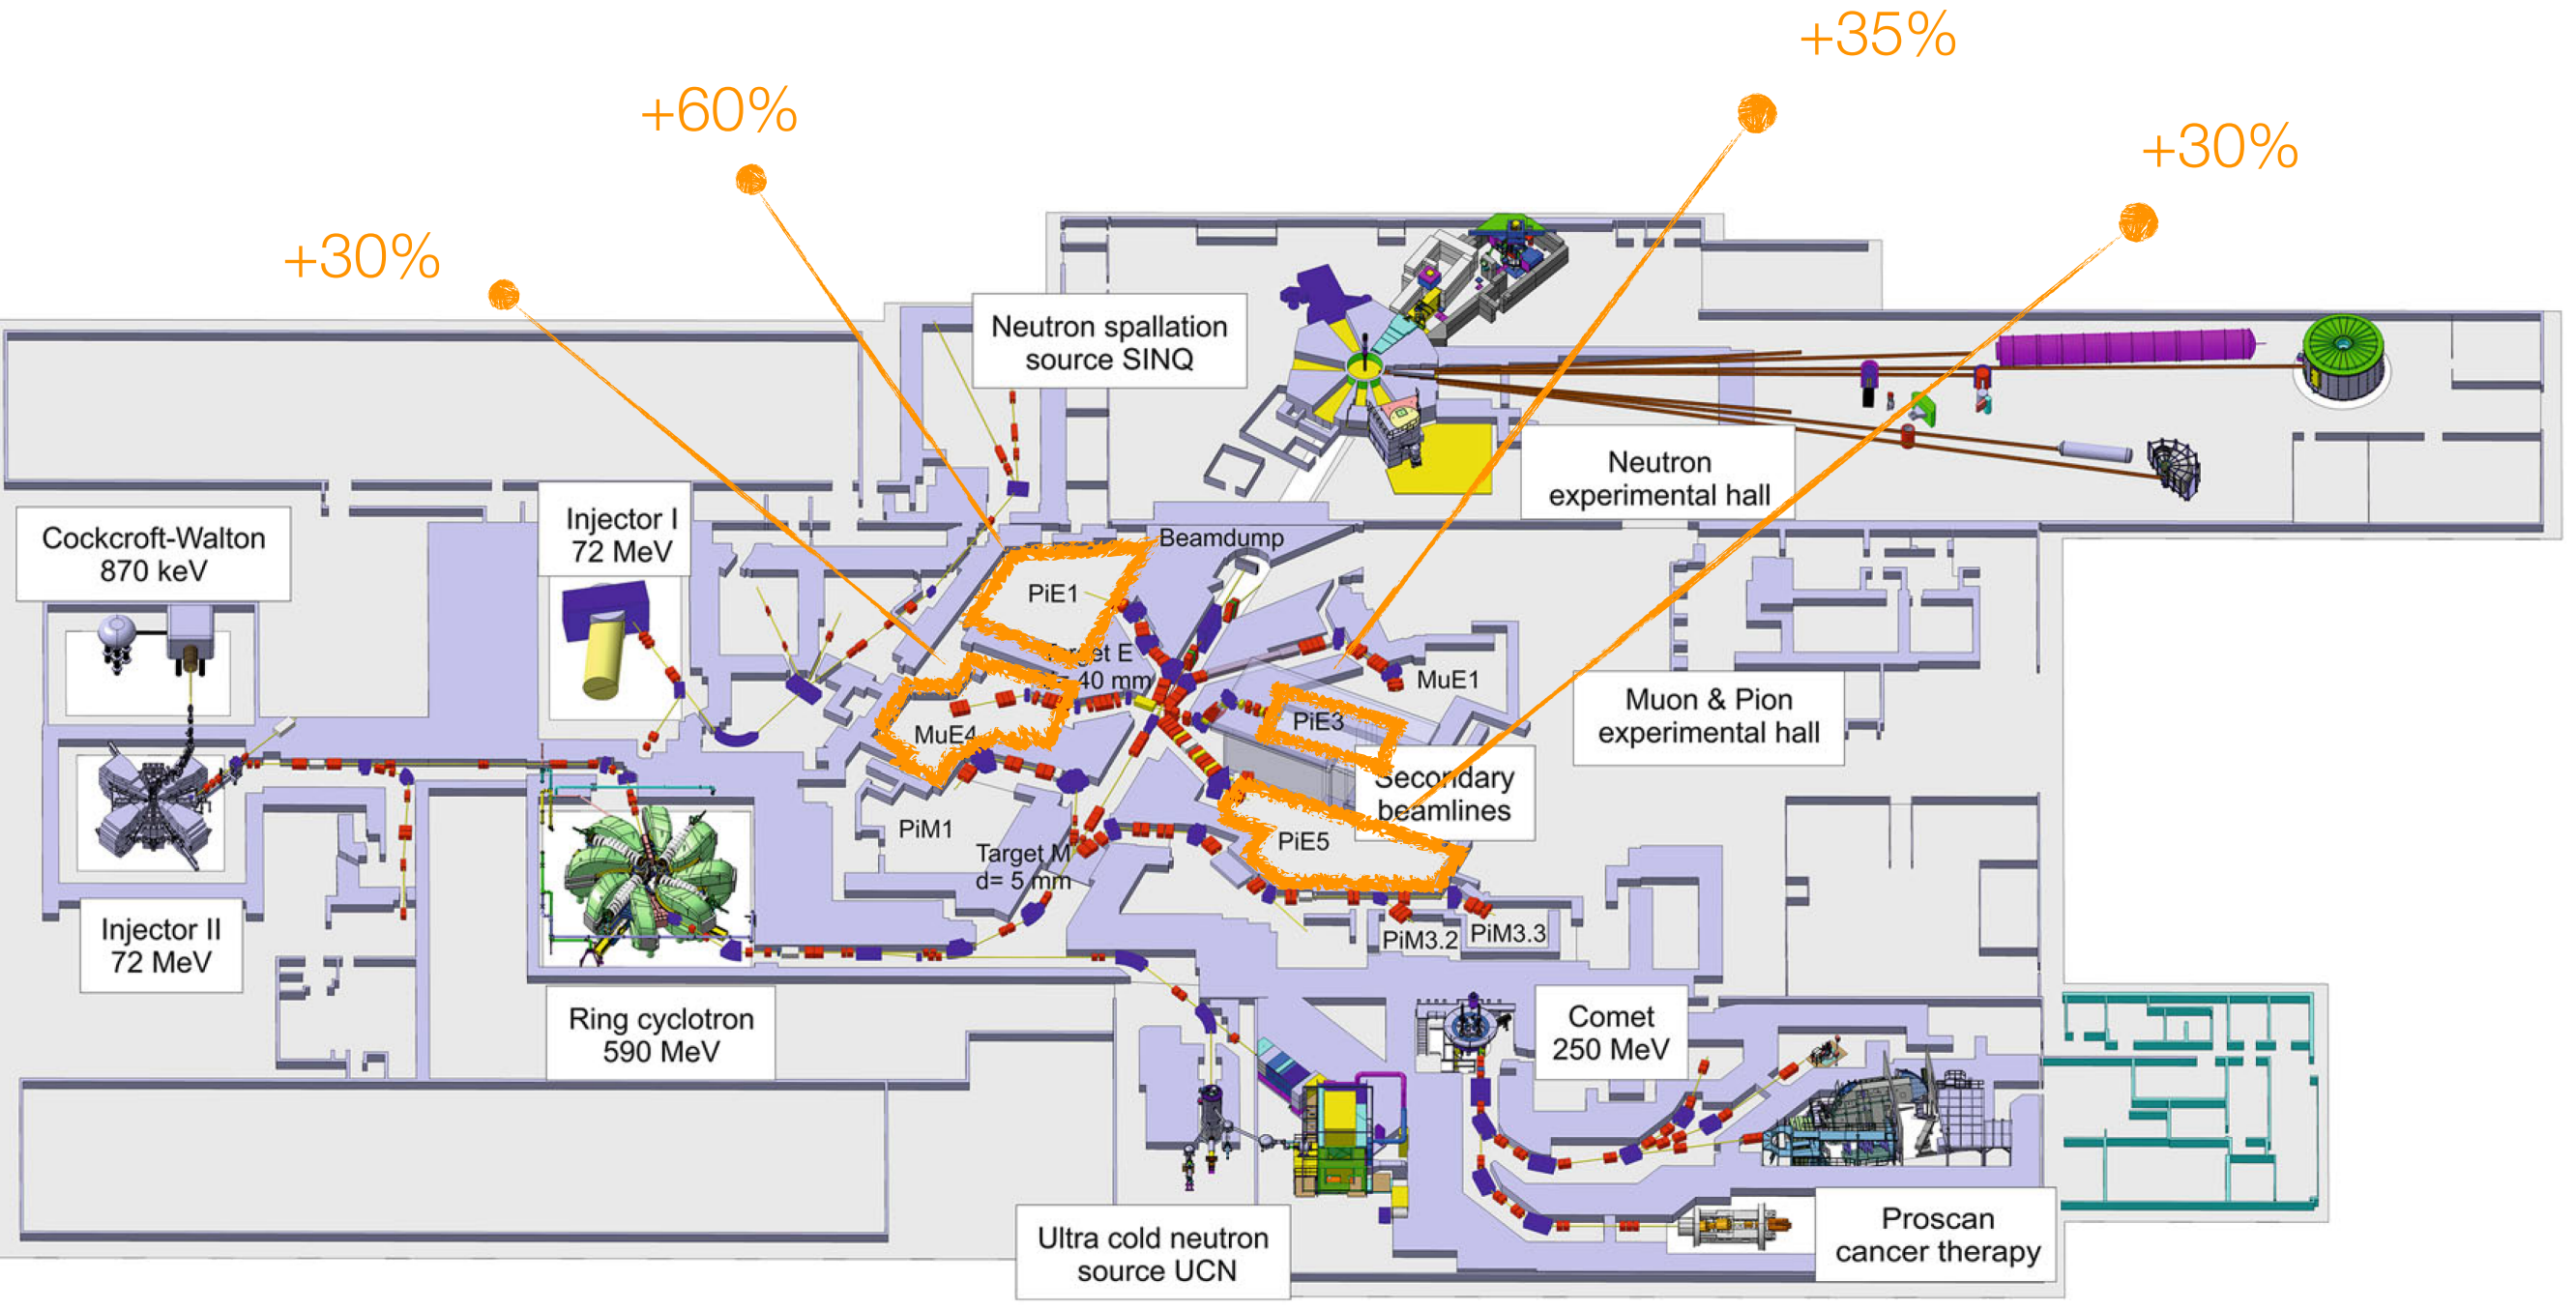 +35%
+60%
+30%
+30%
Neutron spallation
source SINQ
Neutron
experimental hall
Injector I
72 MeV
Cockcroft-Walton
870 keV
Beamdump
PiE1
Target E
= 40 mm
MuE1
PiE3
Muon & Pion
experimental hall
MuE4
Secondary
beamlines
PiM1
PiE5
Target M
d= 5 mm
Injector II
72 MeV
PiM3.2
PiM3.3
Ring cyclotron
590 MeV
Comet
250 MeV
Ultra cold neutron
source UCN
Proscan
cancer therapy